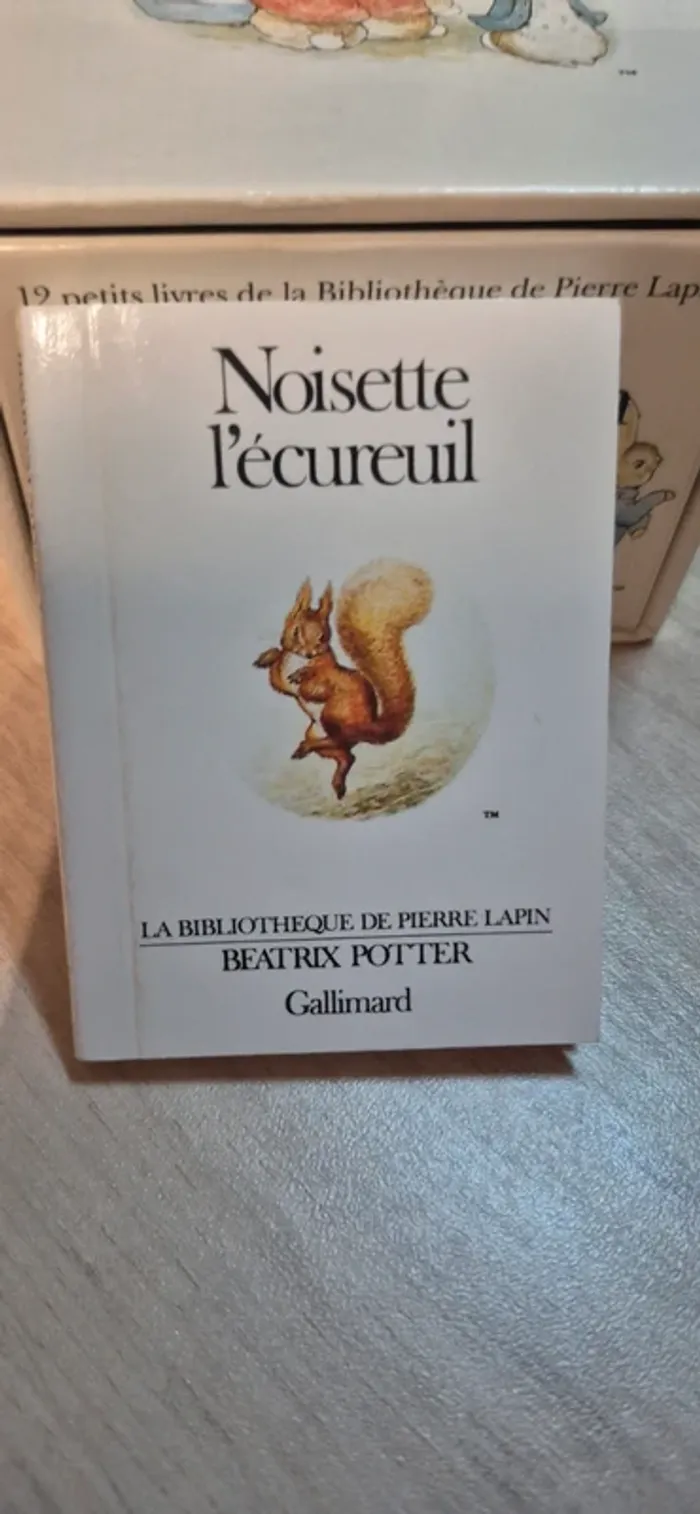 TM
12 petits livres de la Bibliothèque de Pierre Lap
Noisette
l'écureuil
TM
LA BIBLIOTHEQUE DE PIERRE LAPIN
BEATRIX POTTER
Gallimard